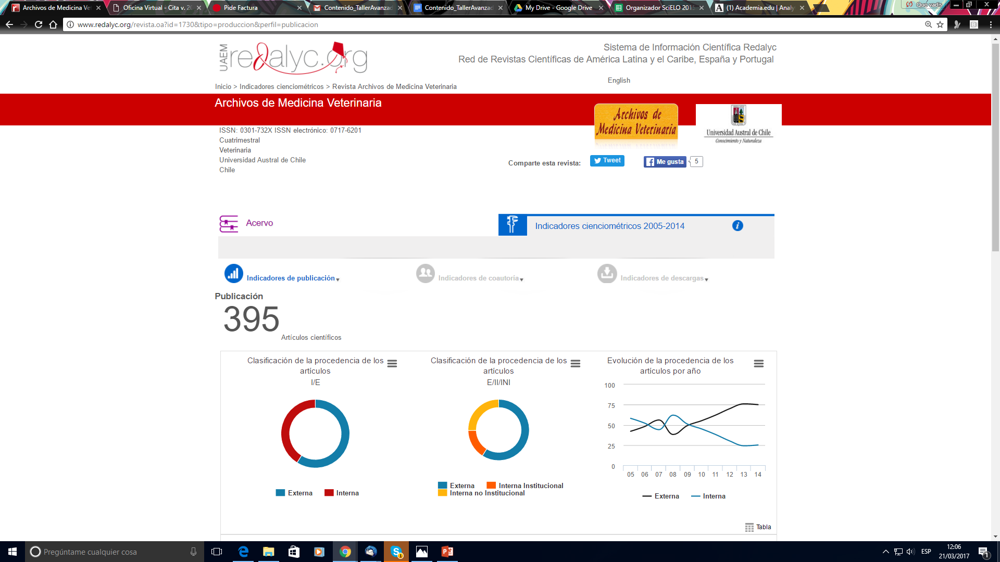 Archivos de Medicina Ve
Oficina Virtual - Cita v. 20
Pide Factura
Contenido_TallerAvanzad
Contenido_TallerAvanzad
My Drive - Google Drive
Organizador SciELO 2015
(1) Academia.edu | Analy
Quo vadis
www.redalyc.org/revista.oa?id=1730&tipo=produccion&perfil=publicacion
UAEM
redalyc.org
Sistema de Información Científica Redalyc
Red de Revistas Científicas de América Latina y el Caribe, España y Portugal
English
Inicio > Indicadores cienciométricos > Revista Archivos de Medicina Veterinaria
Archivos de Medicina Veterinaria
Archivos de
Medicina Veterinaria
Universidad Austral de Chile
Conocimiento y Naturaleza
ISSN: 0301-732X ISSN electrónico: 0717-6201
Cuatrimestral
Veterinaria
Universidad Austral de Chile
Chile
Comparte esta revista:
Tweet
Me gusta
5
Acervo
Indicadores cienciométricos 2005-2014
i
Indicadores de publicación
Indicadores de coautoría
Indicadores de descargas
Publicación
395
Artículos científicos
Clasificación de la procedencia de los
artículos
I/E
Externa
Interna
Clasificación de la procedencia de los
artículos
E/II/INI
Externa
Interna Institucional
Interna no Institucional
Evolución de la procedencia de los
artículos por año
100
75
50
25
0
05 06 07 08 09 10 11 12 13 14
Externa
Interna
Tabla
Pregúntame cualquier cosa
1
ESP
12:06
21/03/2017
1